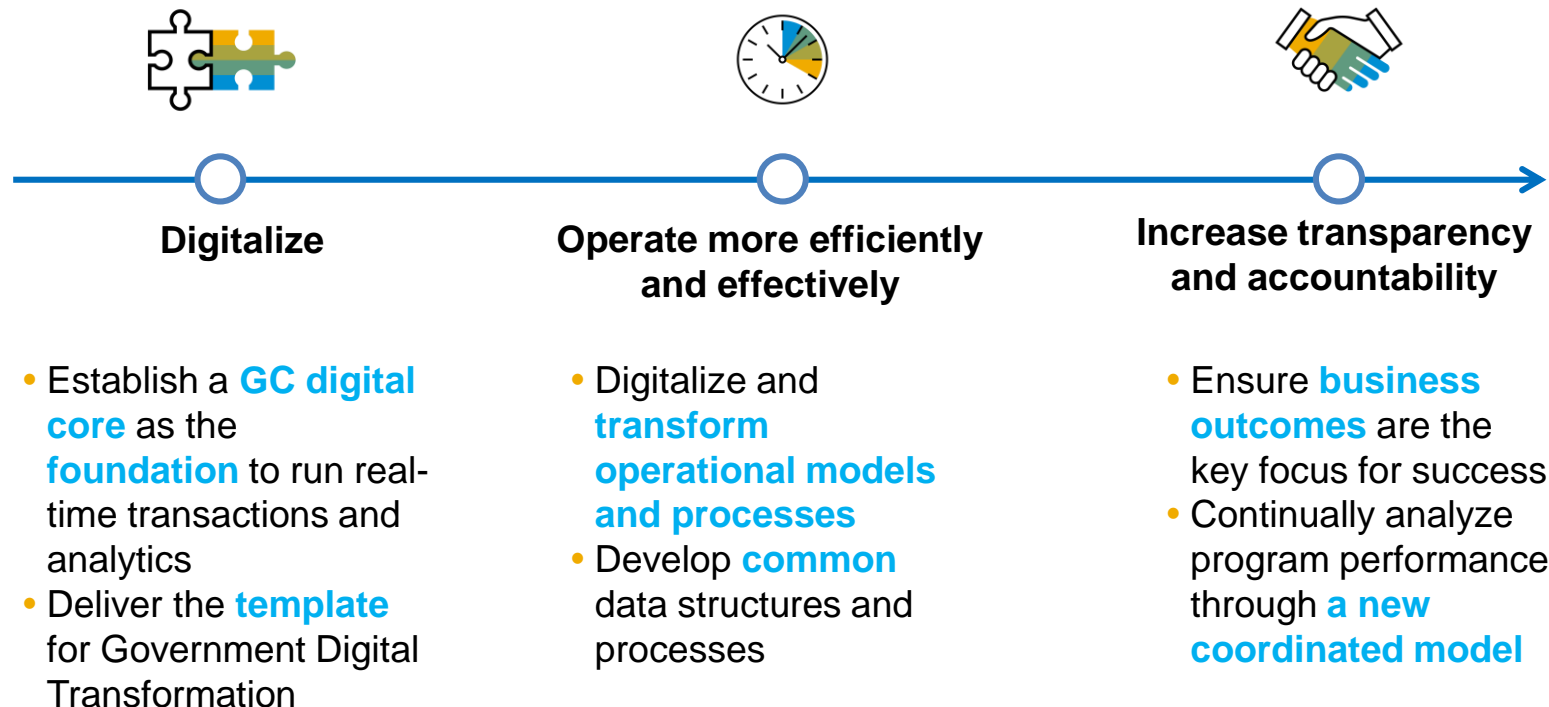 Digitalize
• Establish a GC digital
core as the
foundation to run real-
time transactions and
analytics
• Deliver the template
for Government Digital
Transformation
Operate more efficiently
and effectively
• Digitalize and
transform
operational models
and processes
• Develop common
data structures and
processes
Increase transparency
and accountability
• Ensure business
outcomes are the
key focus for success
• Continually analyze
program performance
through a new
coordinated model